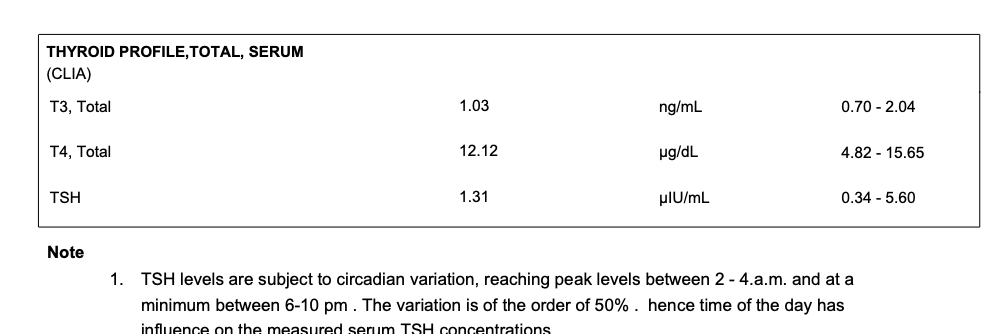 THYROID PROFILE,TOTAL, SERUM
(CLIA)
T3, Total 1.03 ng/mL 0.70 - 2.04
T4, Total 12.12 µg/dL 4.82 - 15.65
TSH 1.31 µIU/mL 0.34 - 5.60
Note
1. TSH levels are subject to circadian variation, reaching peak levels between 2 - 4.a.m. and at a
minimum between 6-10 pm . The variation is of the order of 50% . hence time of the day has
influence on the measured serum TSH concentrations